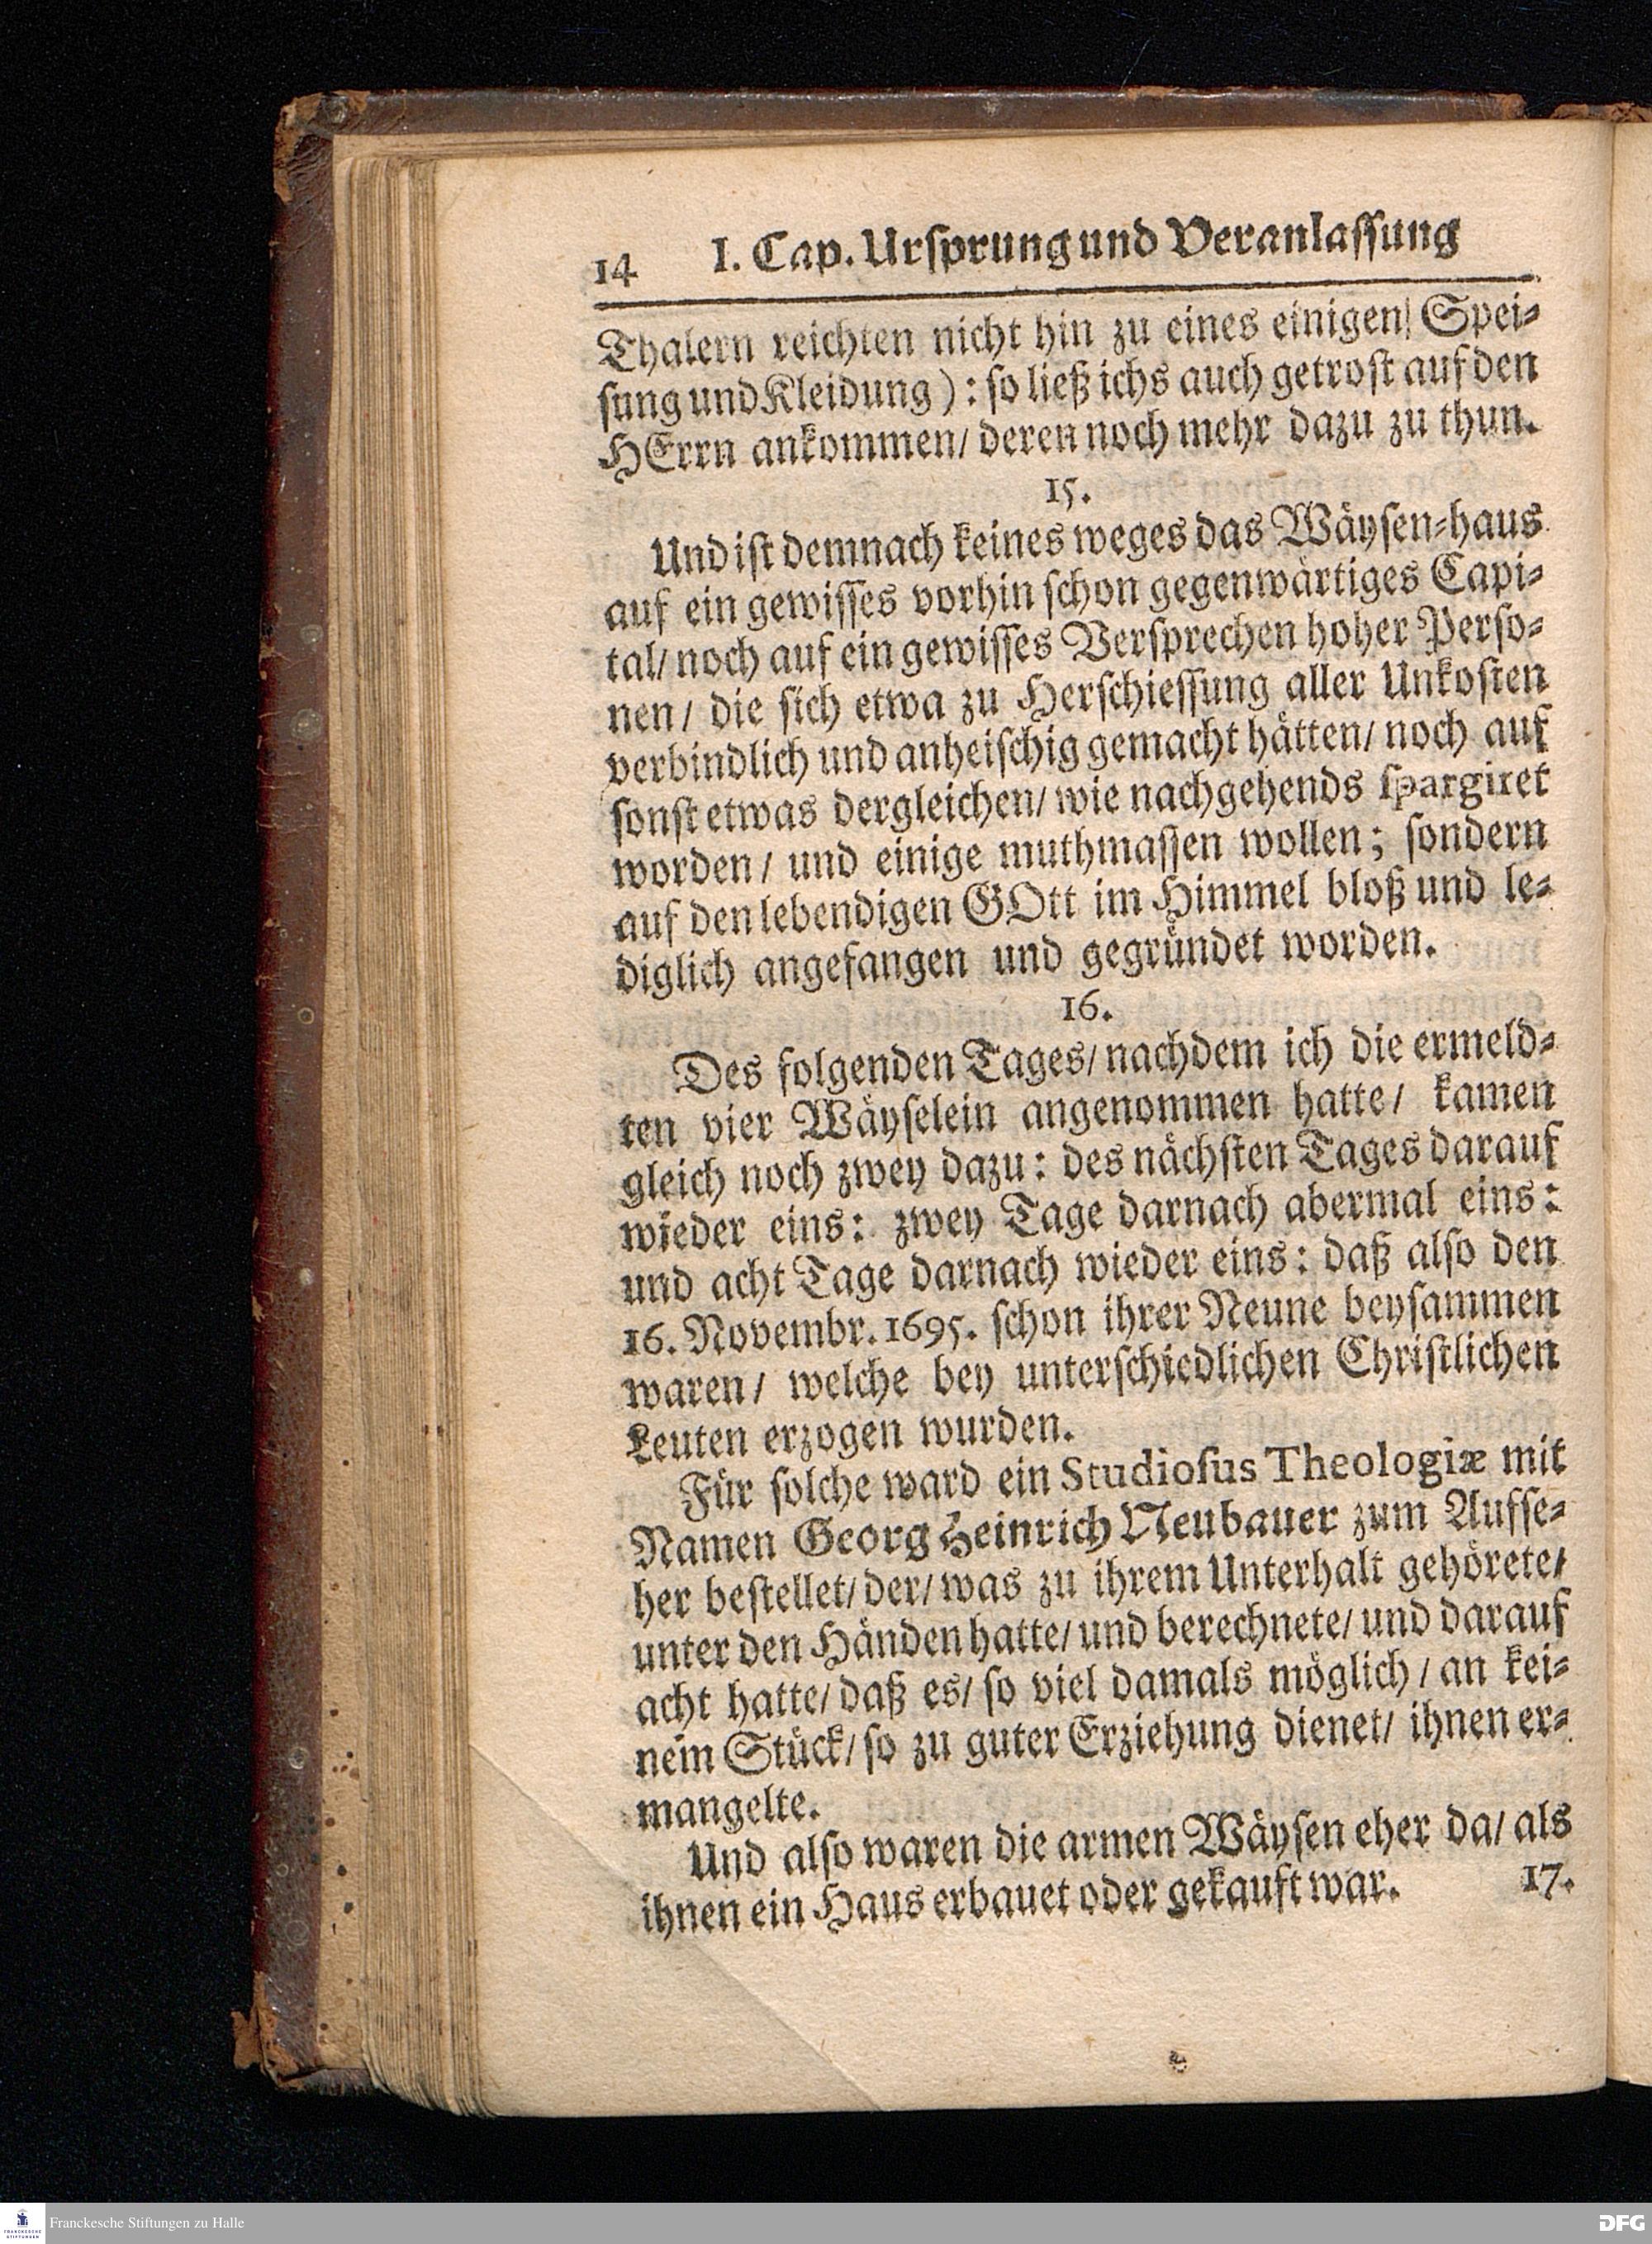 14 I. Cap. Ursprung und Veranlassung
Thalern reichten nicht hin zu eines einigen Spei-
sung und Kleidung): so ließ ichs auch getrost auf den
HErrn ankommen/ deren noch mehr dazu zu thun.
15.
Und ist demnach keines weges das Wäysen-haus
auf ein gewisses vorhin schon gegenwärtiges Capi-
tal/ noch auf ein gewisses Versprechen hoher Perso-
nen/ die sich etwa zu Herschiessung aller Unkosten
verbindlich und anheischig gemacht hätten/ noch auf
sonst etwas dergleichen/ wie nachgehends spargiret
worden/ und einige muthmassen wollen; sondern
auf den lebendigen GOtt im Himmel bloß und le-
diglich angefangen und gegründet worden.
16.
Des folgenden Tages/ nachdem ich die ermeld-
ten vier Wäyselein angenommen hatte/ kamen
gleich noch zwey dazu: des nächsten Tages darauf
wieder eins: zwey Tage darnach abermal eins:
und acht Tage darnach wieder eins: daß also den
16. Novembr. 1695. schon ihrer Neune beysammen
waren/ welche bey unterschiedlichen Christlichen
Leuten erzogen wurden.
Für solche ward ein Studiosus Theologiæ mit
Namen Georg Heinrich Neubauer zum Aufse-
her bestellet/ der/ was zu ihrem Unterhalt gehörete/
unter den Händen hatte/ und berechnete/ und darauf
acht hatte/ daß es/ so viel damals möglich/ an kei-
nem Stück/ so zu guter Erziehung dienet/ ihnen er-
mangelte.
Und also waren die armen Wäysen eher da/ als
ihnen ein Haus erbauet oder gekauft war.
17.
FRANCKESCHE
STIFTUNGEN
Franckesche Stiftungen zu Halle
DFG